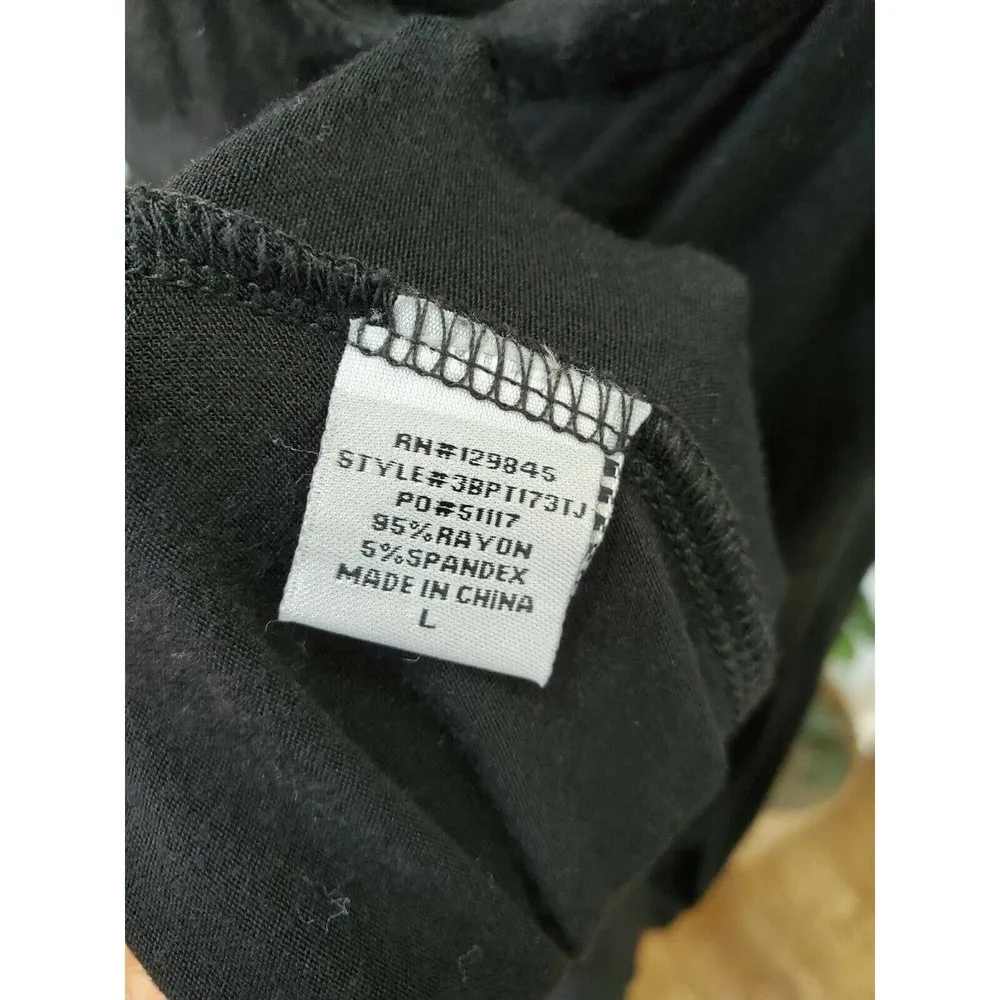 RN#129845
STYLE#3BPT173TJ
PO#51117
95%RAYON
5%SPANDEX
MADE IN CHINA
L